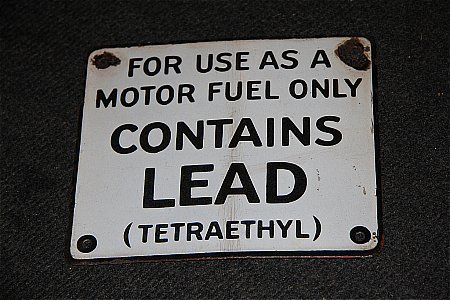 FOR USE AS A
MOTOR FUEL ONLY
CONTAINS
LEAD
(TETRAETHYL)